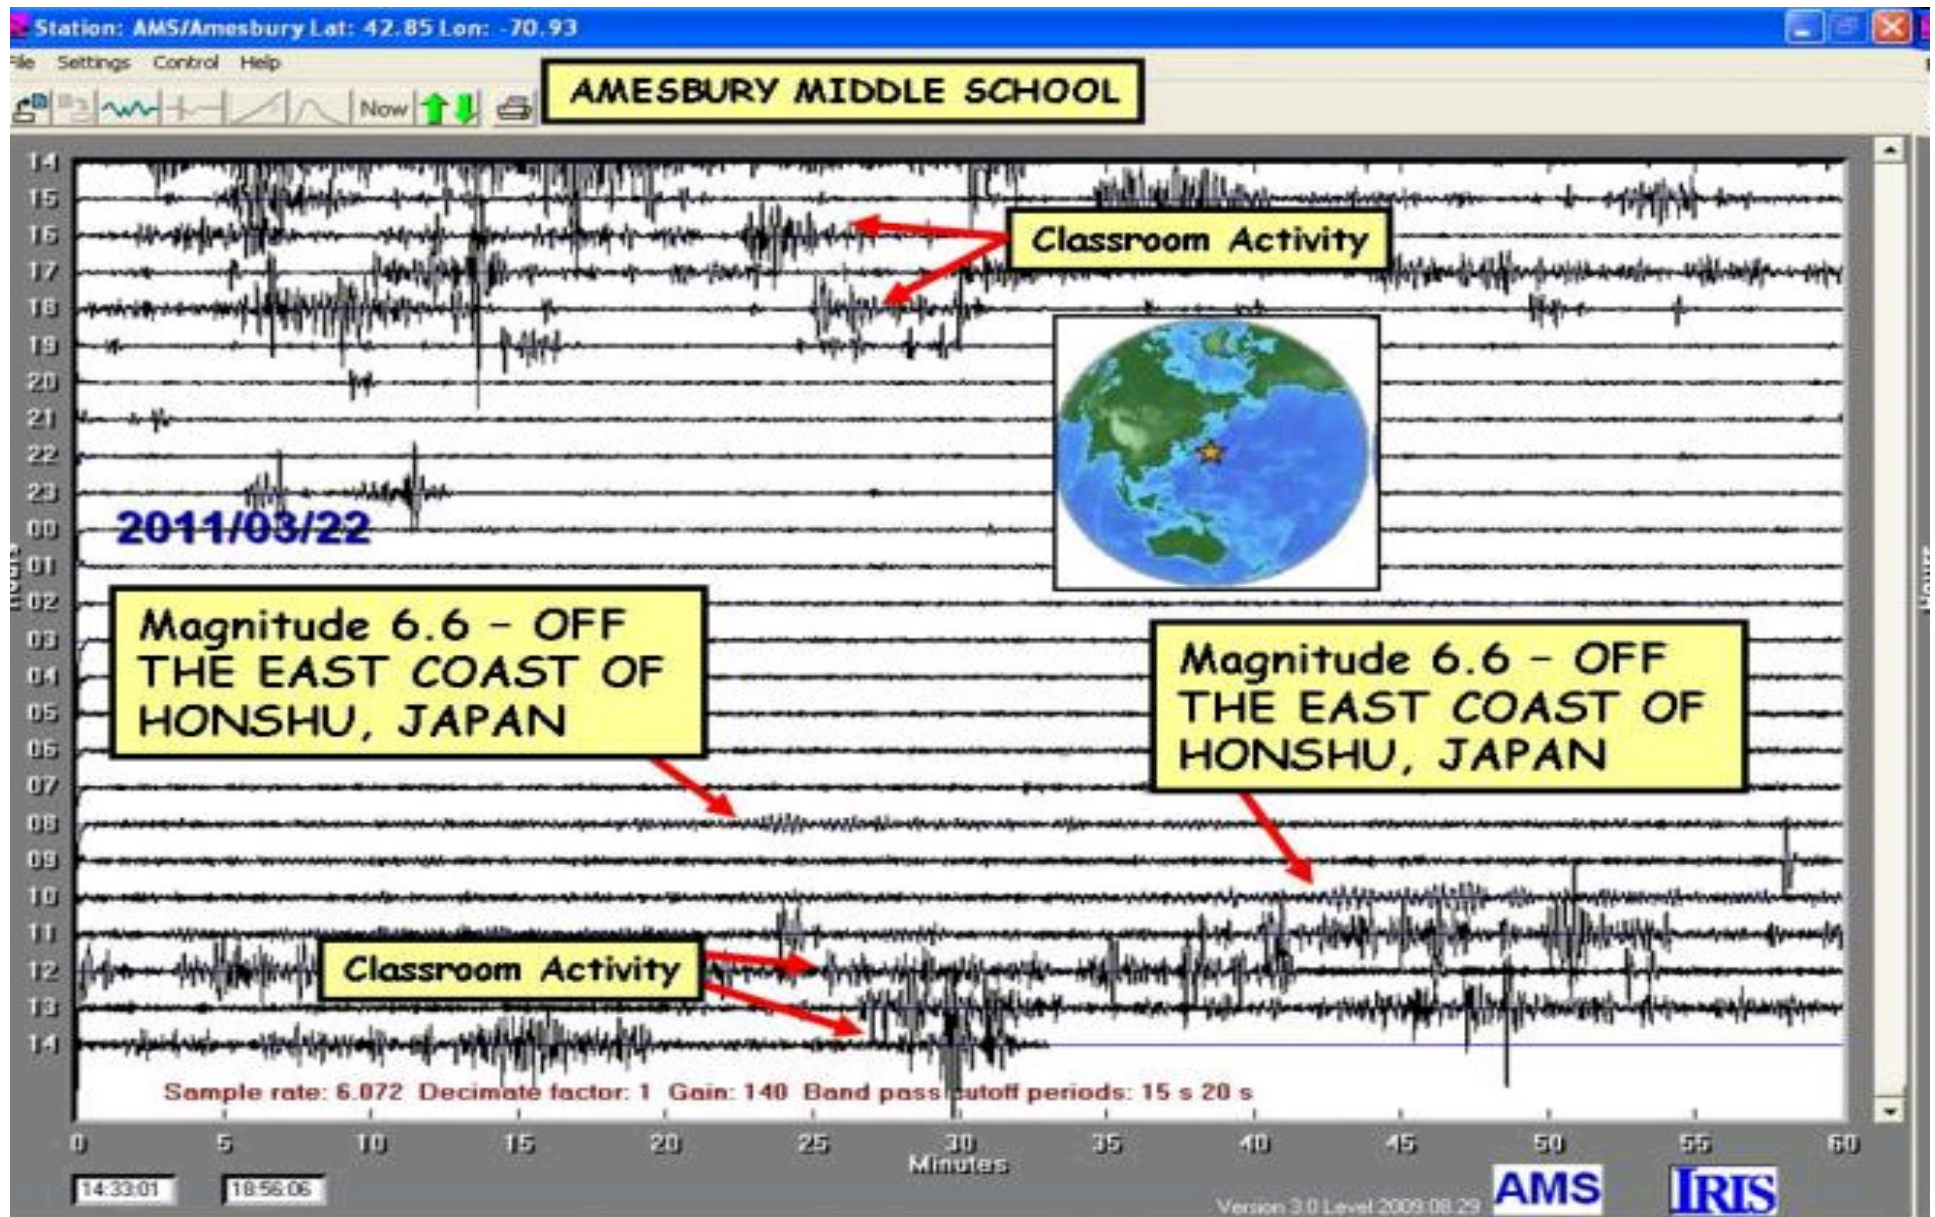 Station: AMS/Amesbury Lat: 42.85 Lon: -70.93
File Settings Control Help
Now
AMESBURY MIDDLE SCHOOL
14
15
16
17
18
19
20
21
22
23
00
01
02
03
04
05
06
07
08
09
10
11
12
13
14
Classroom Activity
2011/03/22
Magnitude 6.6 - OFF
THE EAST COAST OF
HONSHU, JAPAN
Magnitude 6.6 - OFF
THE EAST COAST OF
HONSHU, JAPAN
Hours
Classroom Activity
Sample rate: 6.072 Decimate factor: 1 Gain: 140 Band pass cutoff periods: 15 s 20 s
0 5 10 15 20 25 30 35 40 45 50 55 60
Minutes
14:33:01 18:56:06
Version 3.0 Level 2009.08.29
AMS
IRIS